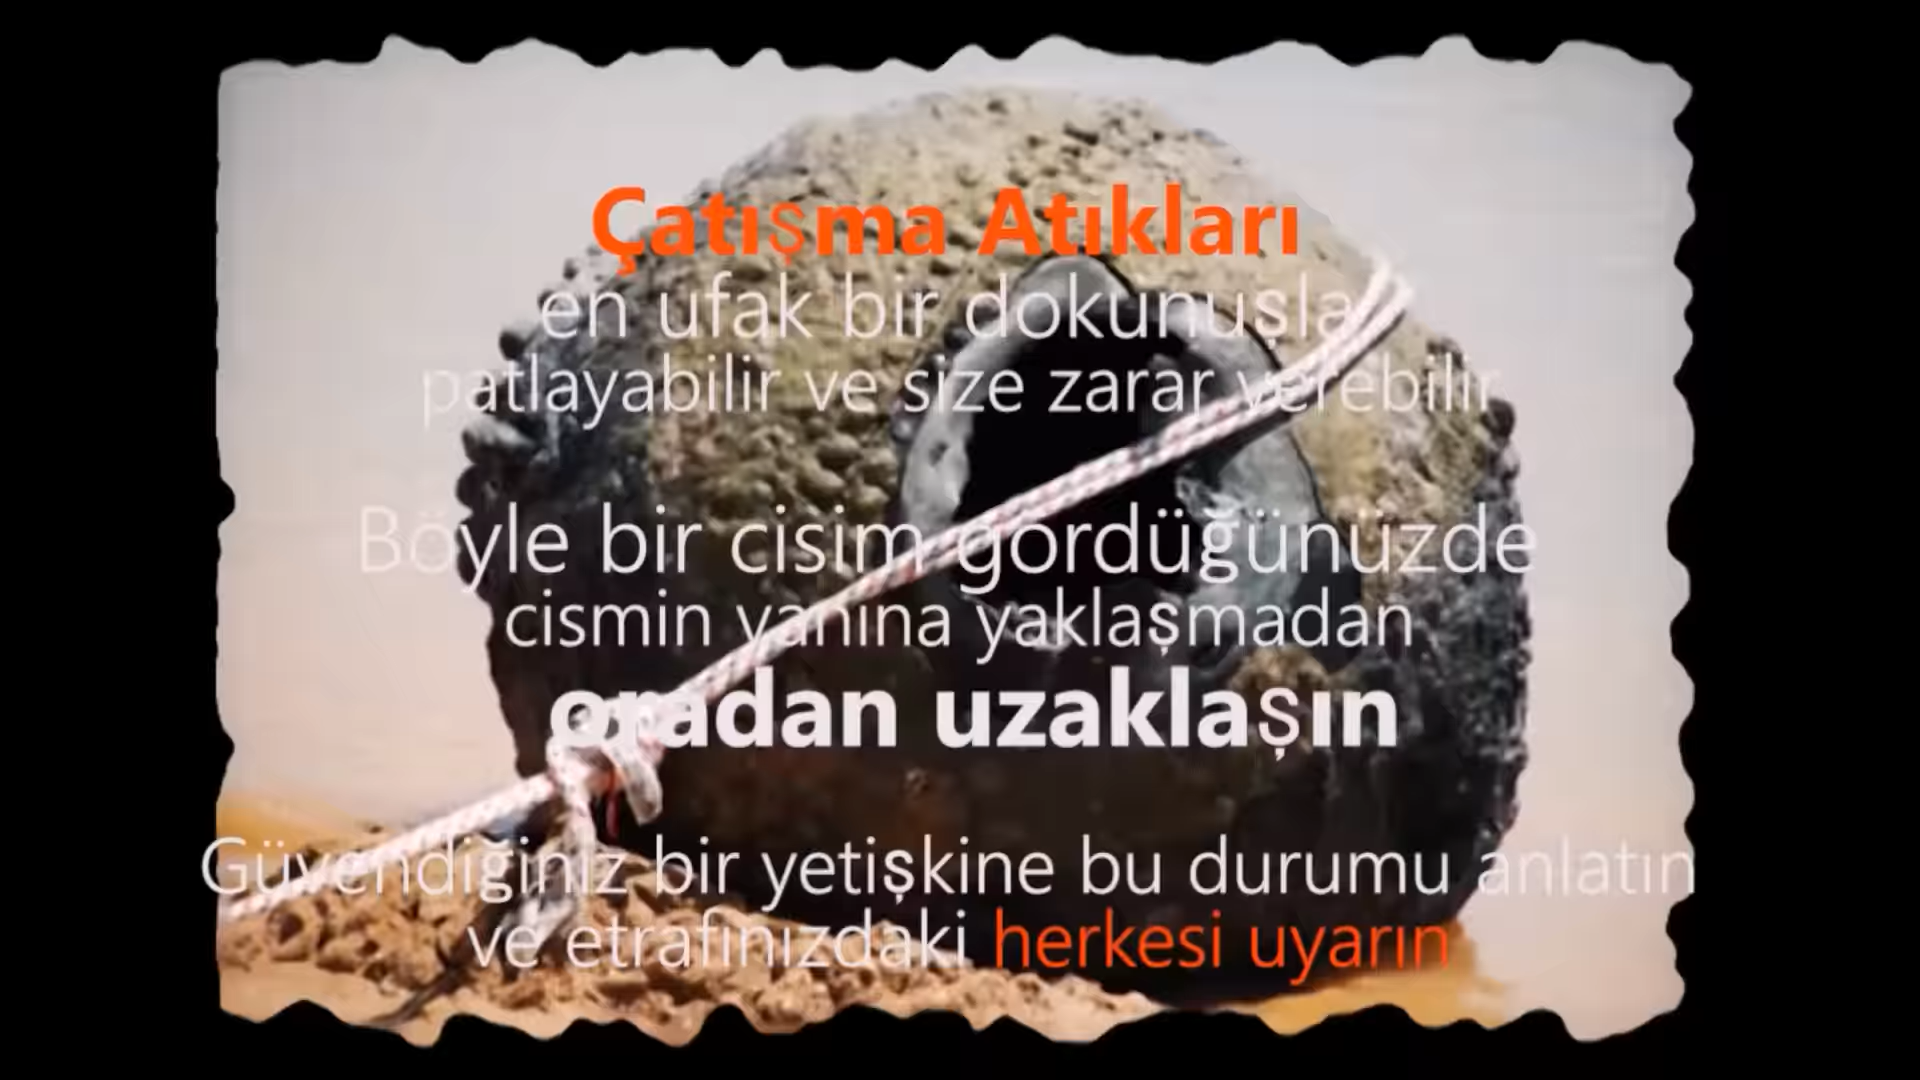 Çatışma Atıkları
en ufak bir dokunuşla
patlayabilir ve size zarar verebilir
Böyle bir cisim gördüğünüzde
cismin yanına yaklaşmadan
oradan uzaklaşın
Güvendiğiniz bir yetişkine bu durumu anlatın
ve etrafınızdaki herkesi uyarın